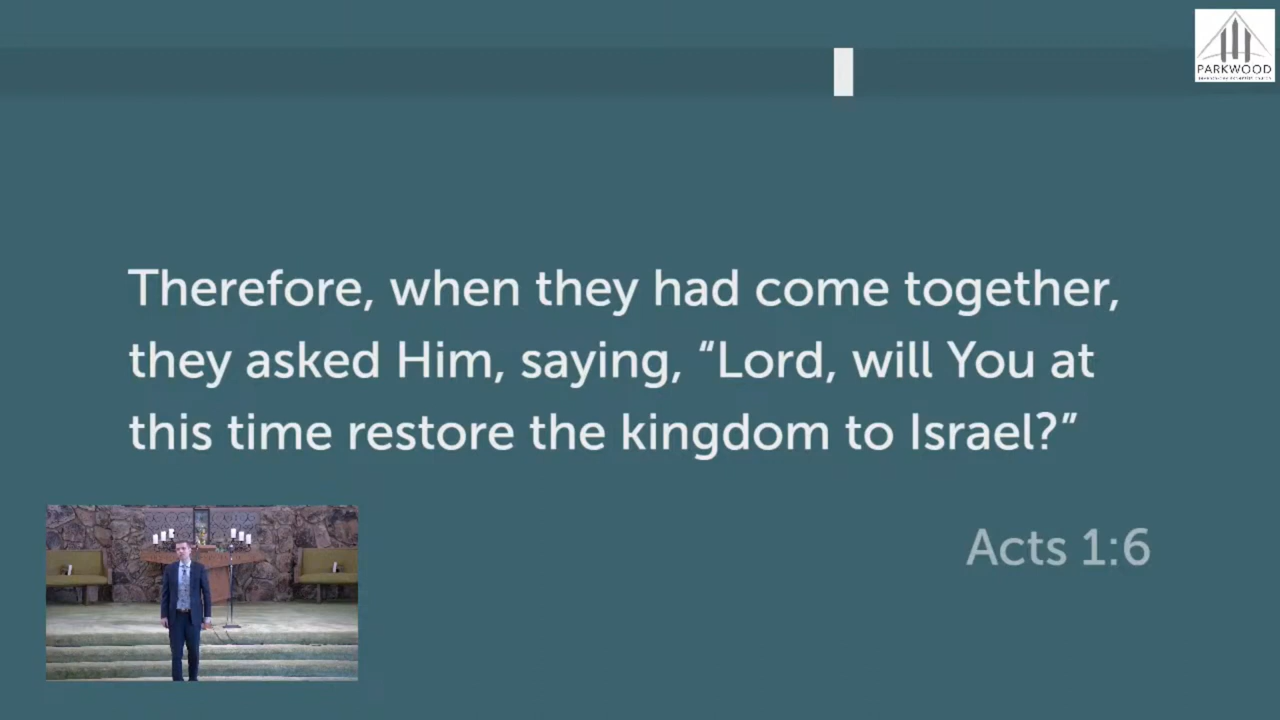 PARKWOOD
Therefore, when they had come together,
they asked Him, saying, “Lord, will You at
this time restore the kingdom to Israel?”
Acts 1:6